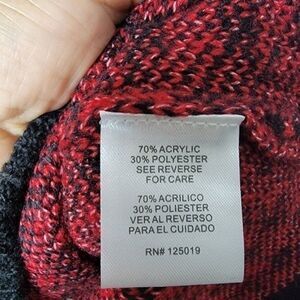 70% ACRYLIC
30% POLYESTER
SEE REVERSE
FOR CARE
70% ACRILICO
30% POLIESTER
VER AL REVERSO
PARA EL CUIDADO
RN# 125019